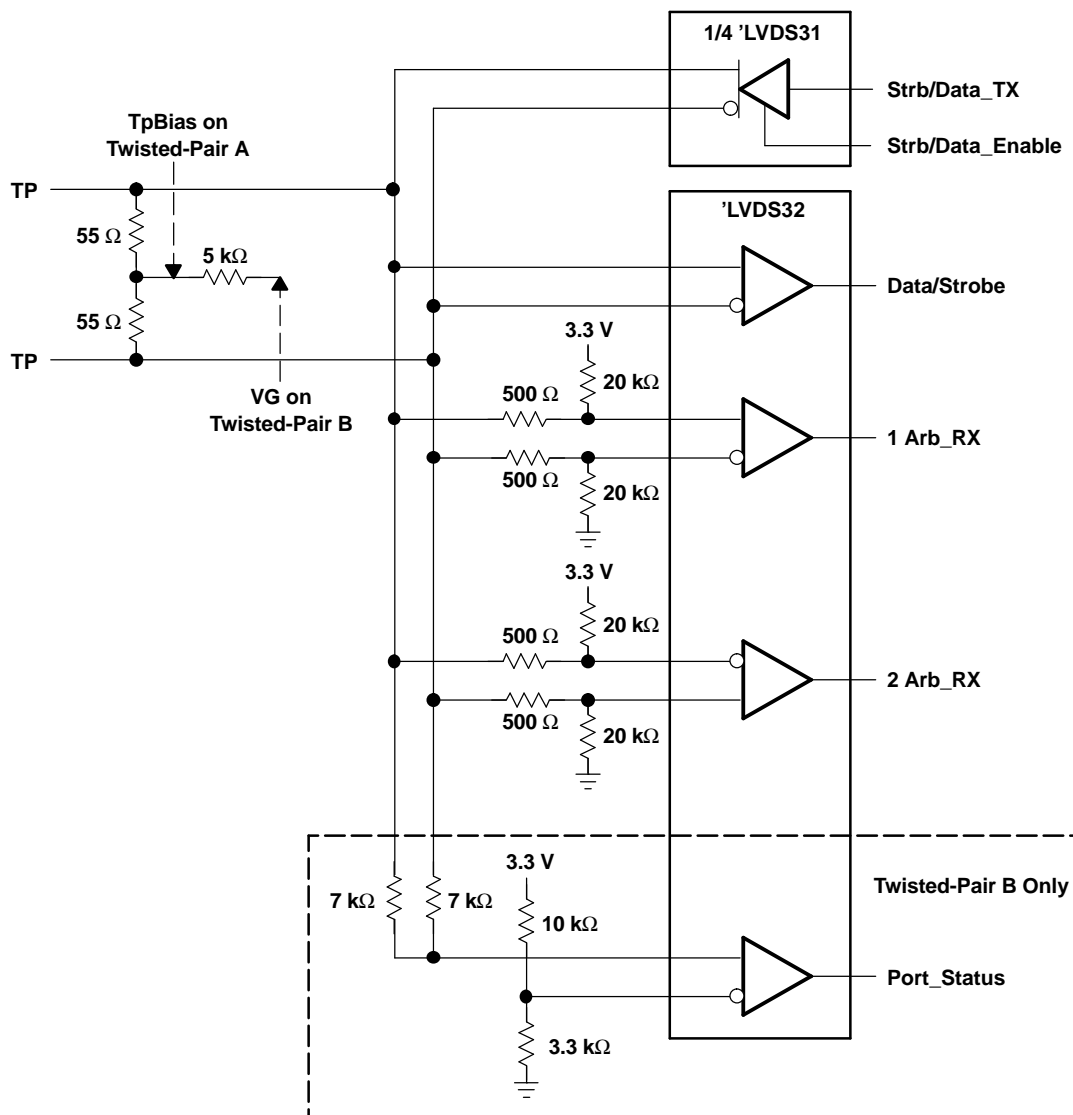 1/4 ’LVDS31
Strb/Data_TX
Strb/Data_Enable
TpBias on
Twisted-Pair A
TP
55 Ω
5 kΩ
55 Ω
TP
VG on
Twisted-Pair B
’LVDS32
Data/Strobe
3.3 V
20 kΩ
500 Ω
1 Arb_RX
500 Ω
20 kΩ
3.3 V
20 kΩ
500 Ω
2 Arb_RX
500 Ω
20 kΩ
Twisted-Pair B Only
3.3 V
7 kΩ
7 kΩ
10 kΩ
Port_Status
3.3 kΩ